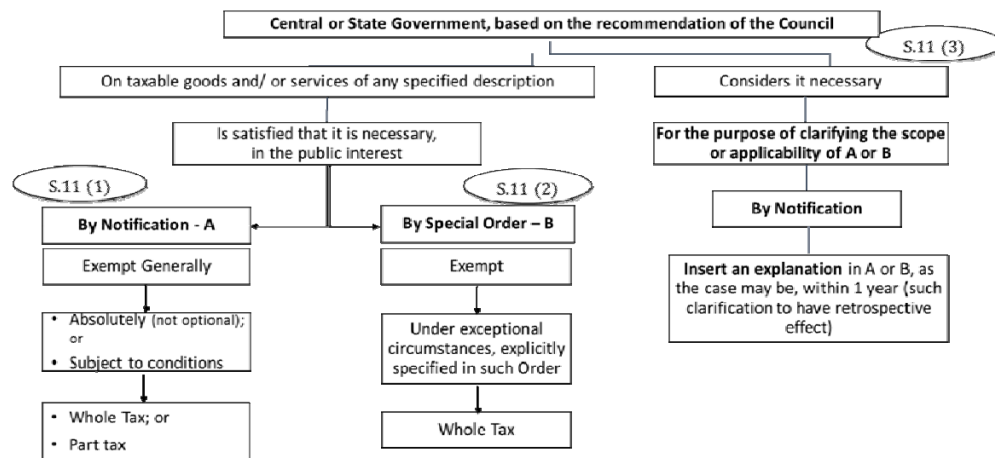 Central or State Government, based on the recommendation of the Council
S.11 (3)
On taxable goods and/ or services of any specified description
Considers it necessary
Is satisfied that it is necessary,
in the public interest
For the purpose of clarifying the scope
or applicability of A or B
S.11 (1)
S.11 (2)
By Notification - A
By Special Order – B
By Notification
Exempt Generally
Exempt
Insert an explanation in A or B, as
the case may be, within 1 year (such
clarification to have retrospective
effect)
• Absolutely (not optional);
or
• Subject to conditions
Under exceptional
circumstances, explicitly
specified in such Order
• Whole Tax; or
• Part tax
Whole Tax